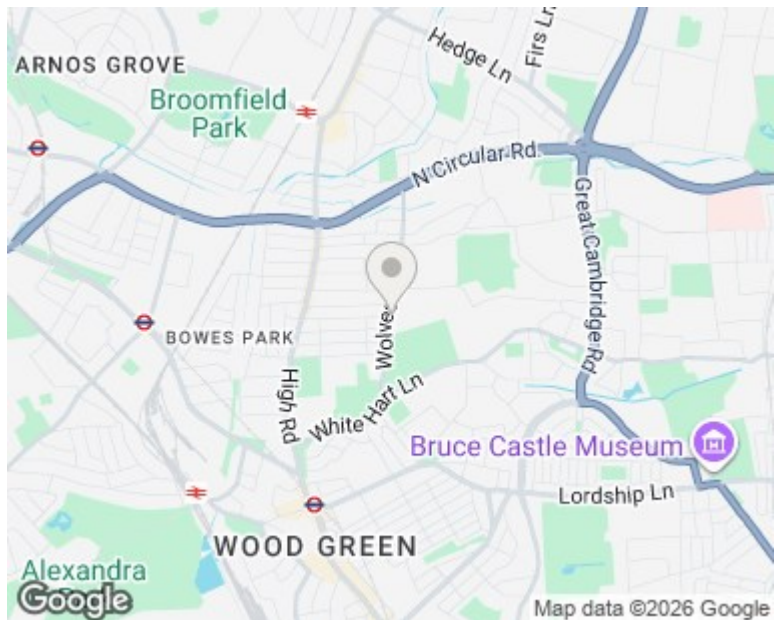 Hedge Ln
Firs Ln
ARNOS GROVE
Broomfield
Park
N Circular Rd
Great Cambridge Rd
BOWES PARK
High Rd
White Hart Ln
Bruce Castle Museum
Lordship Ln
WOOD GREEN
Alexandra
Google
Map data ©2026 Google